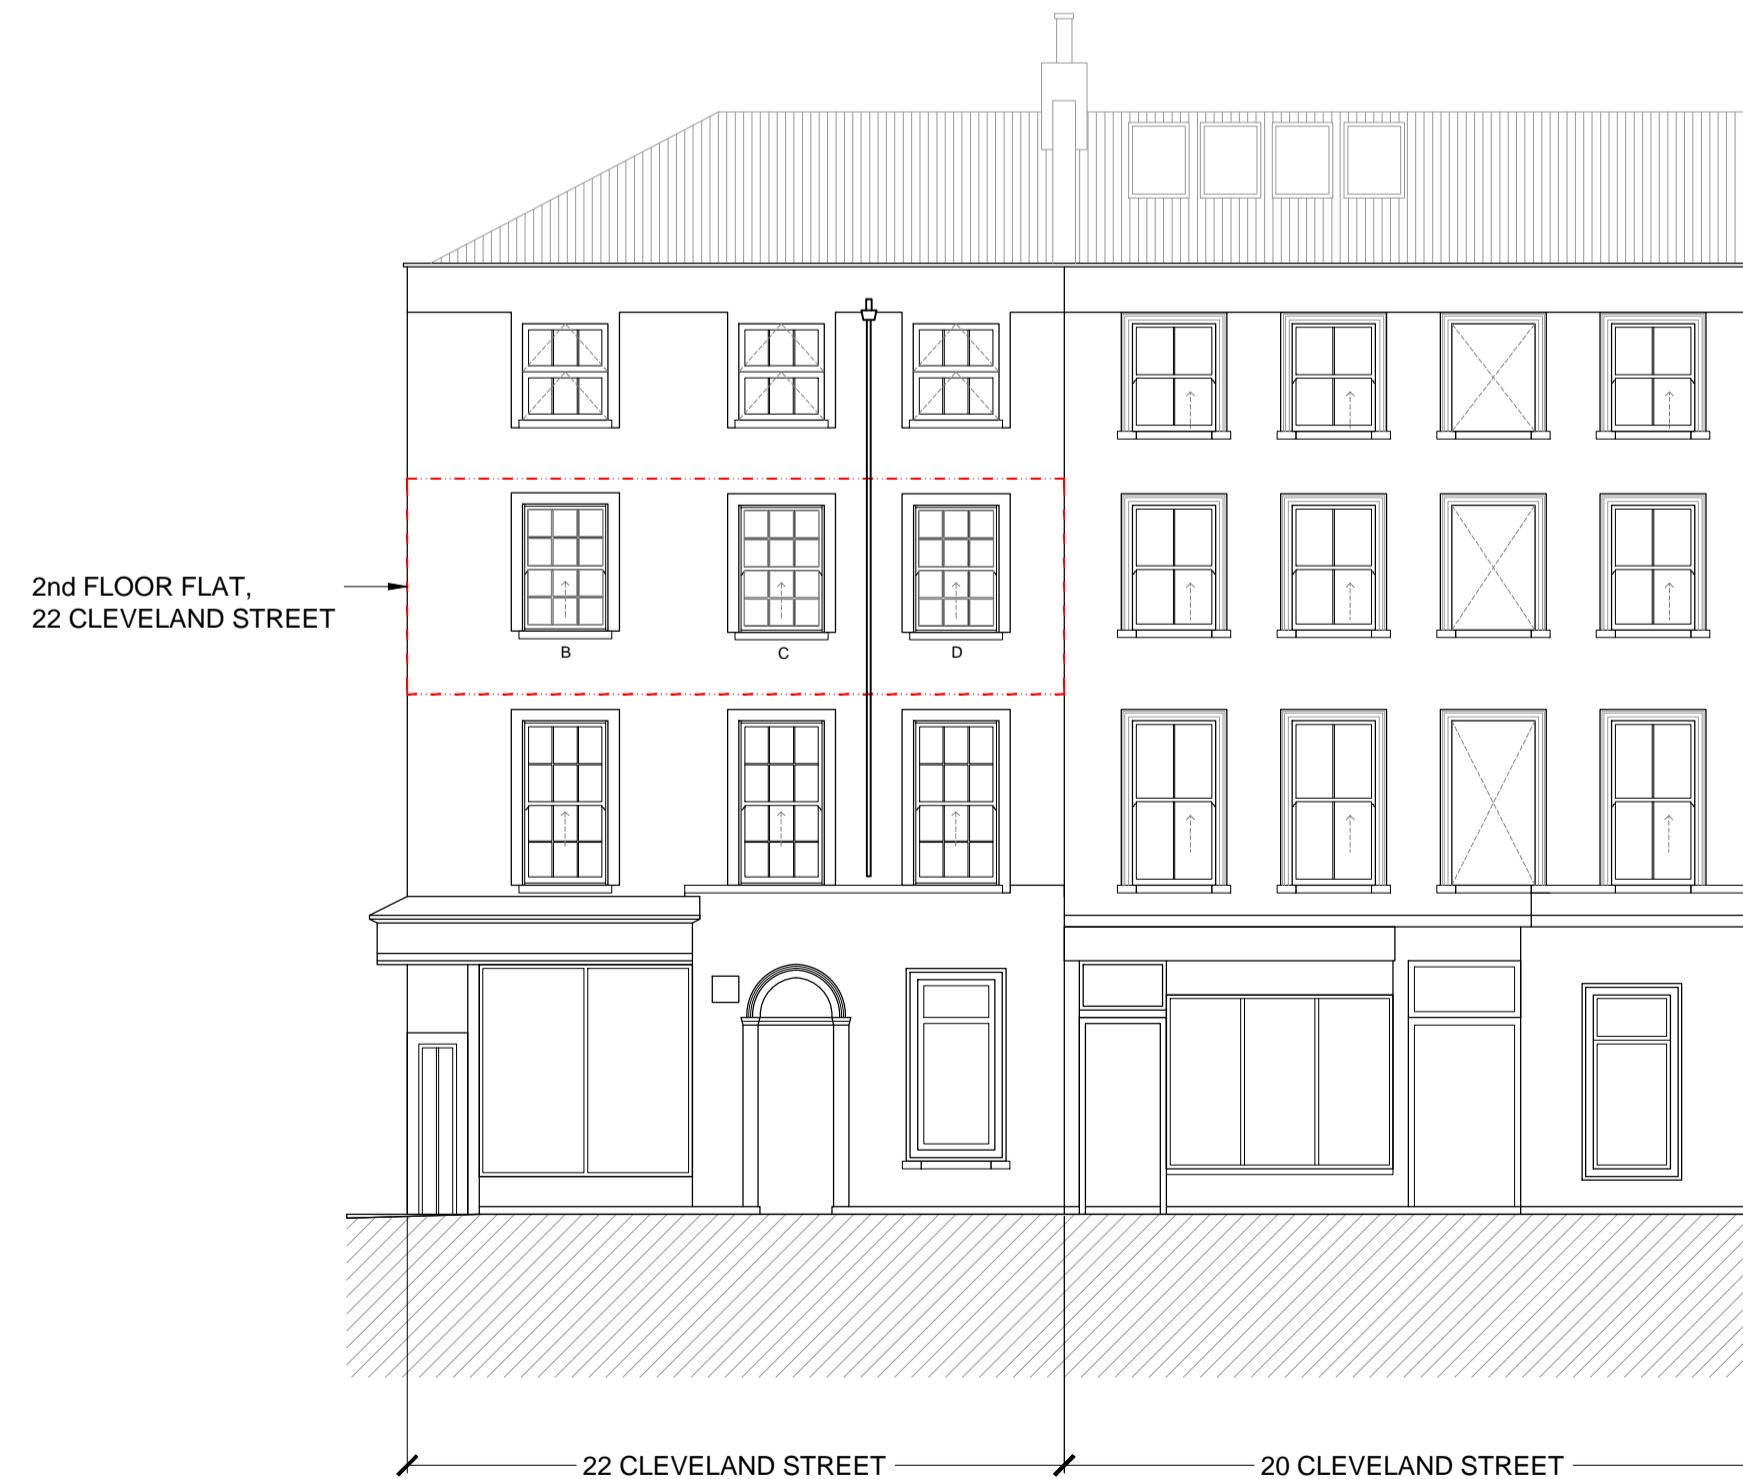 2nd FLOOR FLAT,
22 CLEVELAND STREET
B
C
D
22 CLEVELAND STREET
20 CLEVELAND STREET